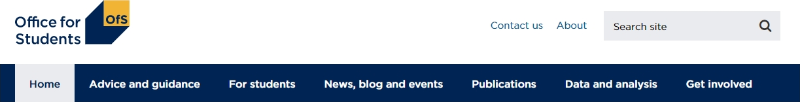 Office for
Students
OfS
Contact us About
Search site
Home Advice and guidance For students News, blog and events Publications Data and analysis Get involved